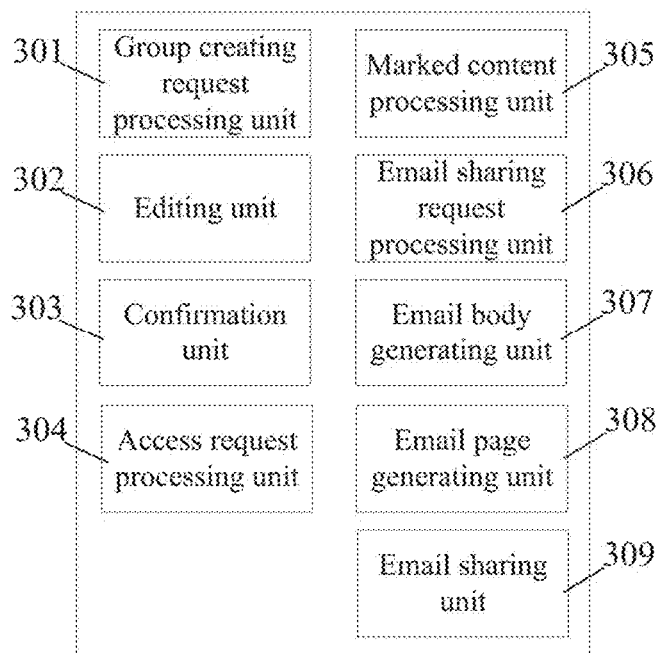 301
Group creating
request
processing unit
302
Editing unit
303
Confirmation
unit
304
Access request
processing unit
Marked content
processing unit
305
Email sharing
request
processing unit
306
Email body
generating unit
307
Email page
generating unit
308
Email sharing
unit
309